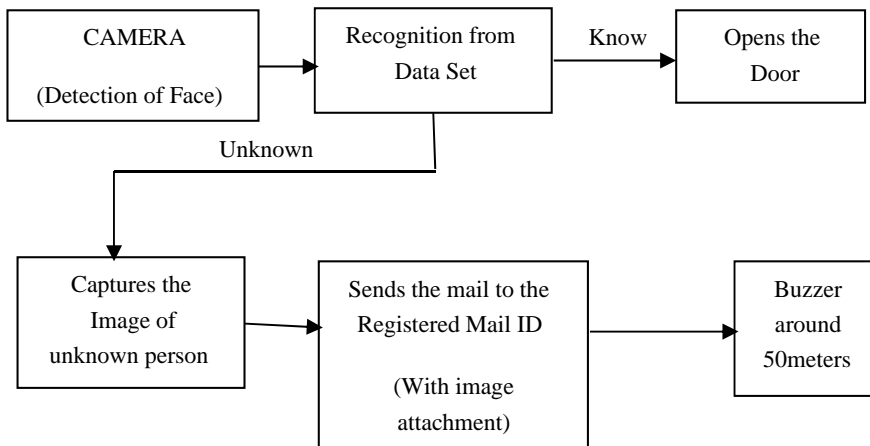 CAMERA
(Detection of Face)
Recognition from
Data Set
Know
Opens the
Door
Unknown
Captures the
Image of
unknown person
Sends the mail to the
Registered Mail ID
(With image
attachment)
Buzzer
around
50meters